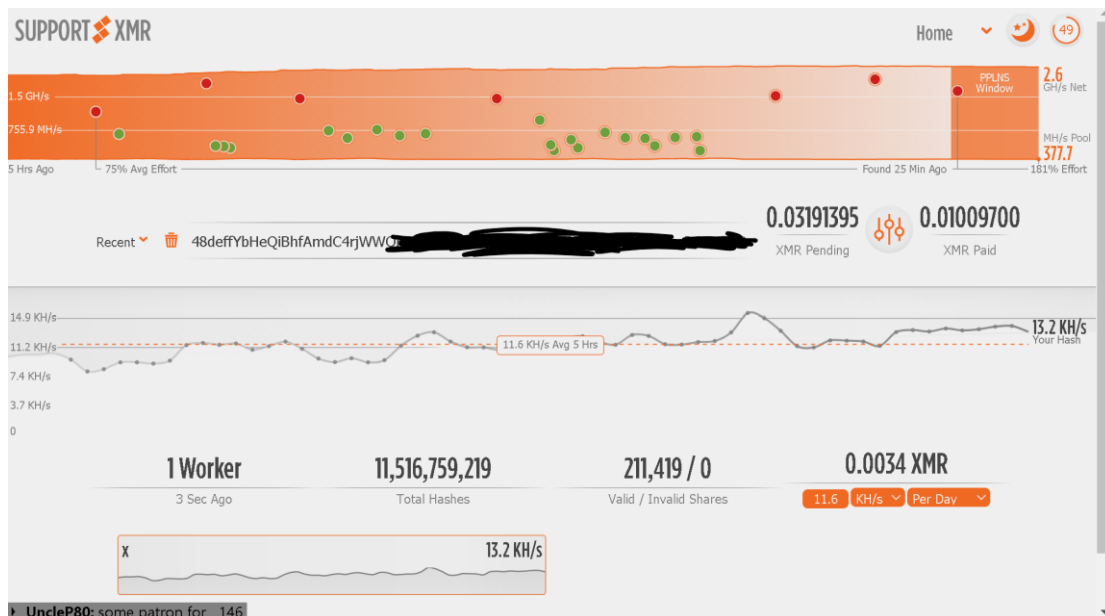 SUPPORT XMR
Home
49
1.5 GH/s
755.9 MH/s
5 Hrs Ago
75% Avg Effort
PPLNS
Window
2.6
GH/s Net
MH/s Pool
377.7
Found 25 Min Ago
181% Effort
Recent
48deffYbHeQiBhfAmdC4rjWWO
0.03191395
XMR Pending
0.01009700
XMR Paid
14.9 KH/s
11.2 KH/s
7.4 KH/s
3.7 KH/s
0
11.6 KH/s Avg 5 Hrs
13.2 KH/s
Your Hash
1 Worker
3 Sec Ago
11,516,759,219
Total Hashes
211,419 / 0
Valid / Invalid Shares
0.0034 XMR
11.6 KH/s Per Day
X 13.2 KH/s
UncleP80: some patron for 146